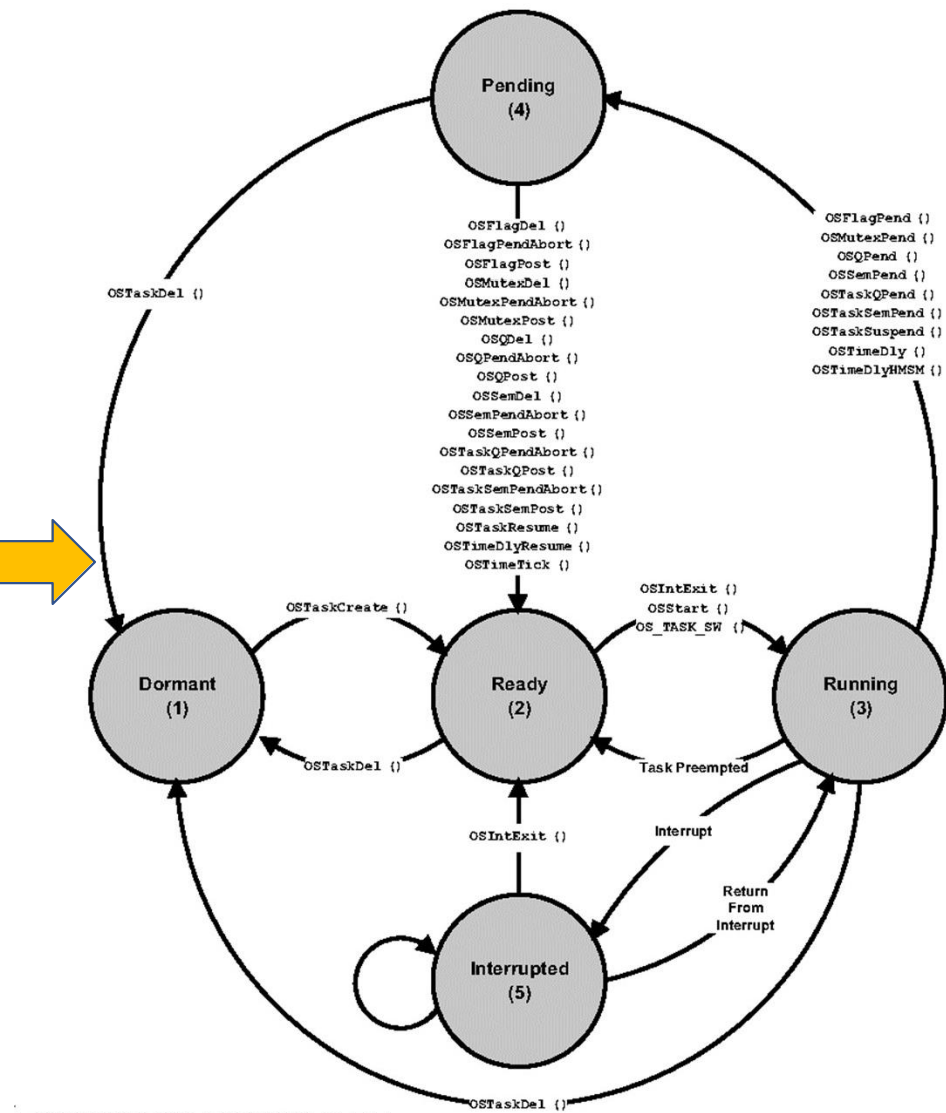 Pending
(4)
OSTaskDel ()
OSFlagDel ()
OSFlagPendAbort ()
OSFlagPost ()
OSMutexDel ()
OSMutexPendAbort ()
OSMutexPost ()
OSQDel ()
OSQPendAbort ()
OSQPost ()
OSSemDel ()
OSSemPendAbort ()
OSSemPost ()
OSTaskQPendAbort ()
OSTaskQPost ()
OSTaskSemPendAbort ()
OSTaskSemPost ()
OSTaskResume ()
OSTimeDlyResume ()
OSTimeTick ()
OSFlagPend ()
OSMutexPend ()
OSQPend ()
OSSemPend ()
OSTaskQPend ()
OSTaskSemPend ()
OSTaskSuspend ()
OSTimeDly ()
OSTimeDlyHMSM ()
OSTaskCreate ()
OSIntExit ()
OSStart ()
OS_TASK_SW ()
Dormant
(1)
Ready
(2)
Running
(3)
OSTaskDel ()
Task Preempted
OSIntExit ()
Interrupt
Return
From
Interrupt
Interrupted
(5)
OSTaskDel ()